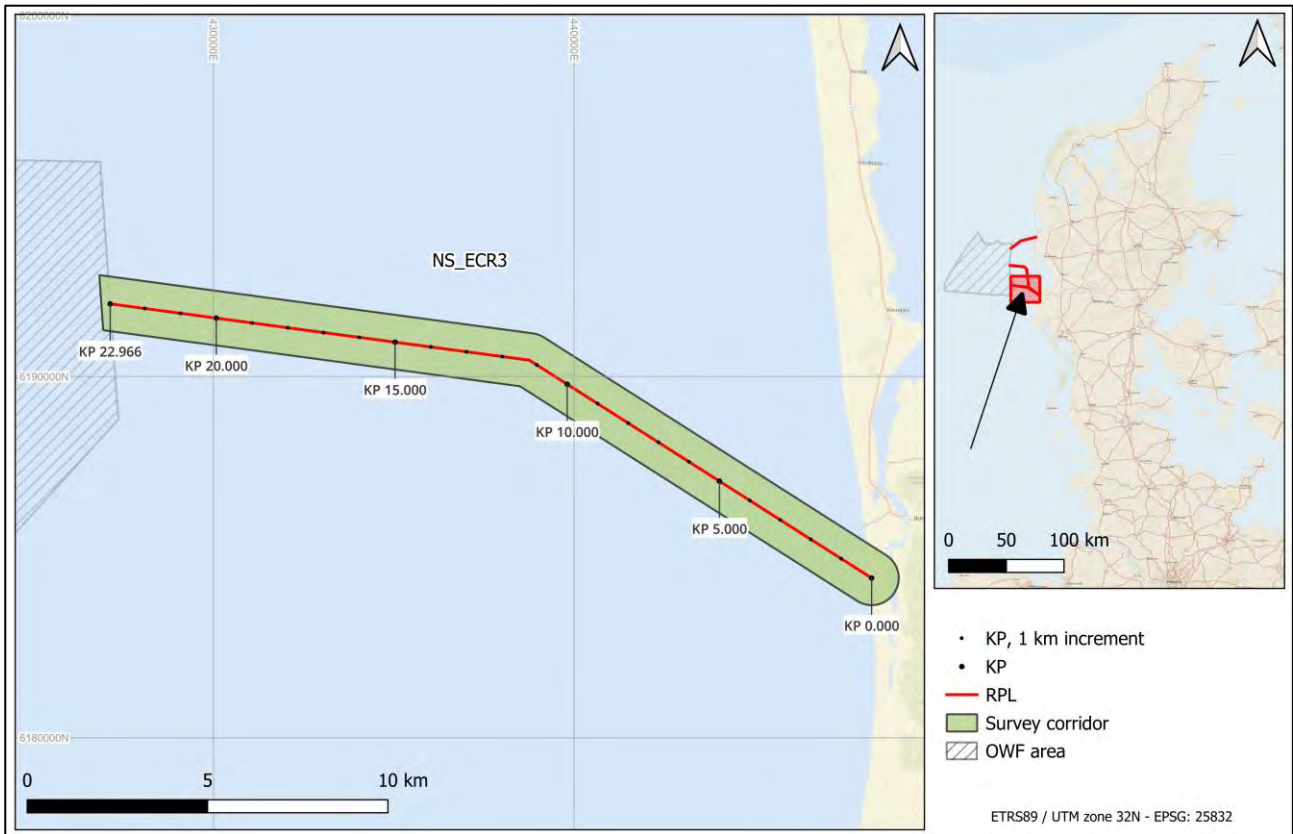 6200000N
430000E
440000E
NS_ECR3
KP 22.966
KP 20.000
KP 15.000
6190000N
KP 10.000
KP 5.000
KP 0.000
6180000N
0 5 10 km
0 50 100 km
KP, 1 km increment
KP
RPL
Survey corridor
OWF area
ETRS89 / UTM zone 32N - EPSG: 25832